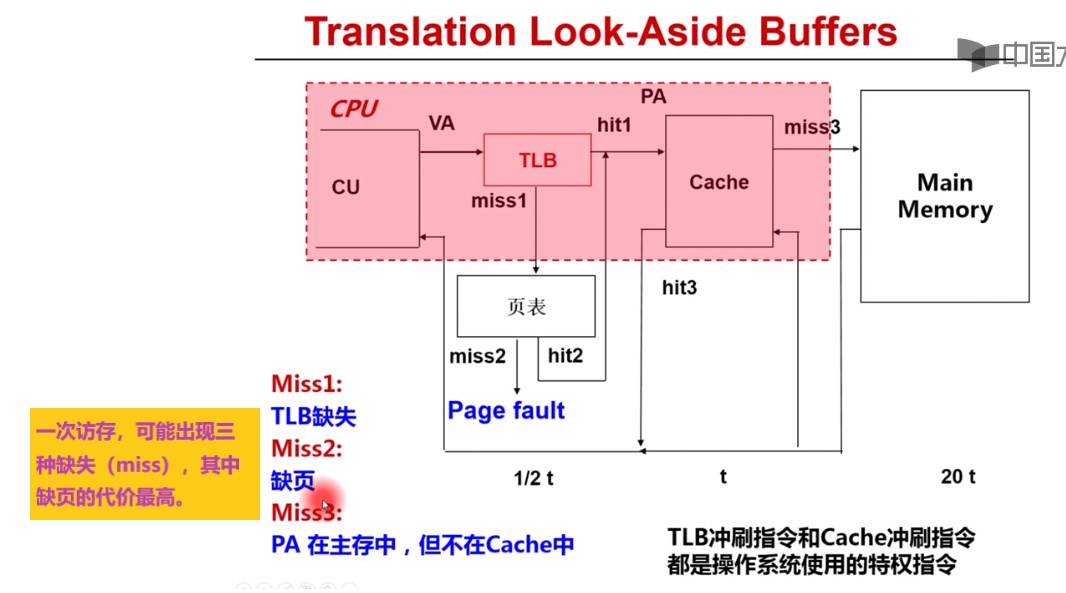 Translation Look-Aside Buffers
中国大
CPU
PA
VA
hit1
miss3
TLB
CU
Cache
Main
Memory
miss1
hit3
页表
miss2
hit2
Miss1:
Page fault
TLB缺失
一次访存，可能出现三
种缺失（miss），其中
缺页的代价最高。
Miss2:
缺页
1/2 t
t
20 t
Miss3:
PA 在主存中，但不在Cache中
TLB冲刷指令和Cache冲刷指令
都是操作系统使用的特权指令